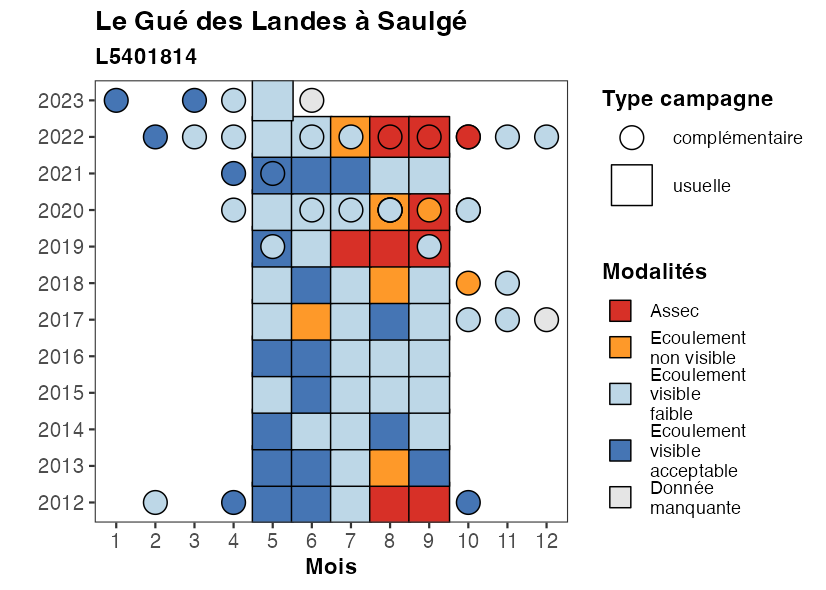 Le Gué des Landes à Saulgé
L5401814
2023
2022
2021
2020
2019
2018
2017
2016
2015
2014
2013
2012
1 2 3 4 5 6 7 8 9 10 11 12
Mois
Type campagne
complémentaire
usuelle
Modalités
Assec
Ecoulement
non visible
Ecoulement
visible
faible
Ecoulement
visible
acceptable
Donnée
manquante